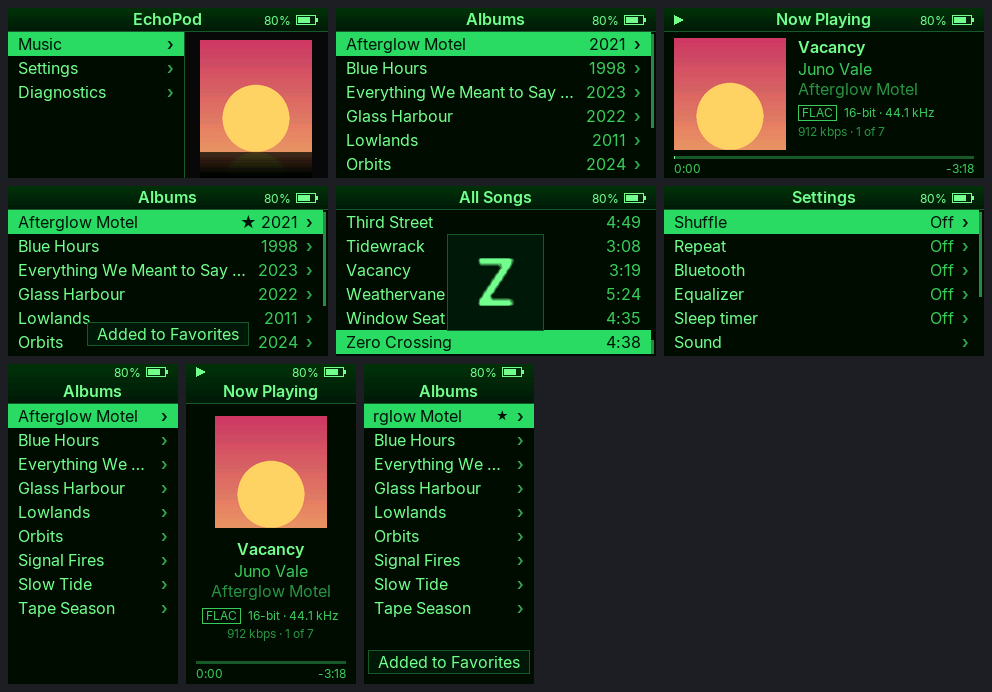 EchoPod 80%
Music ›
Settings ›
Diagnostics ›
Albums 80%
Afterglow Motel 2021 ›
Blue Hours 1998 ›
Everything We Meant to Say ... 2023 ›
Glass Harbour 2022 ›
Lowlands 2011 ›
Orbits 2024 ›
Now Playing 80%
Vacancy
Juno Vale
Afterglow Motel
FLAC 16-bit · 44.1 kHz
912 kbps · 1 of 7
0:00 -3:18
Albums 80%
Afterglow Motel ★ 2021 ›
Blue Hours 1998 ›
Everything We Meant to Say ... 2023 ›
Glass Harbour 2022 ›
Lowlands 2011 ›
Orbits 2024 ›
Added to Favorites
All Songs 80%
Third Street 4:49
Tidewrack 3:08
Vacancy 3:19
Weathervane 5:24
Window Seat 4:35
Zero Crossing 4:38
Z
Settings 80%
Shuffle Off ›
Repeat Off ›
Bluetooth Off ›
Equalizer Off ›
Sleep timer Off ›
Sound ›
80%
Albums
Afterglow Motel ›
Blue Hours ›
Everything We ... ›
Glass Harbour ›
Lowlands ›
Orbits ›
Signal Fires ›
Slow Tide ›
Tape Season ›
80%
Now Playing
Vacancy
Juno Vale
Afterglow Motel
FLAC 16-bit · 44.1 kHz
912 kbps · 1 of 7
0:00 -3:18
80%
Albums
rglow Motel ★ ›
Blue Hours ›
Everything We ... ›
Glass Harbour ›
Lowlands ›
Orbits ›
Signal Fires ›
Slow Tide ›
Tape Season ›
Added to Favorites